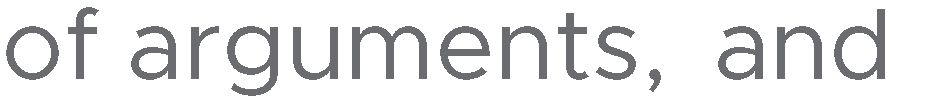 of arguments, and